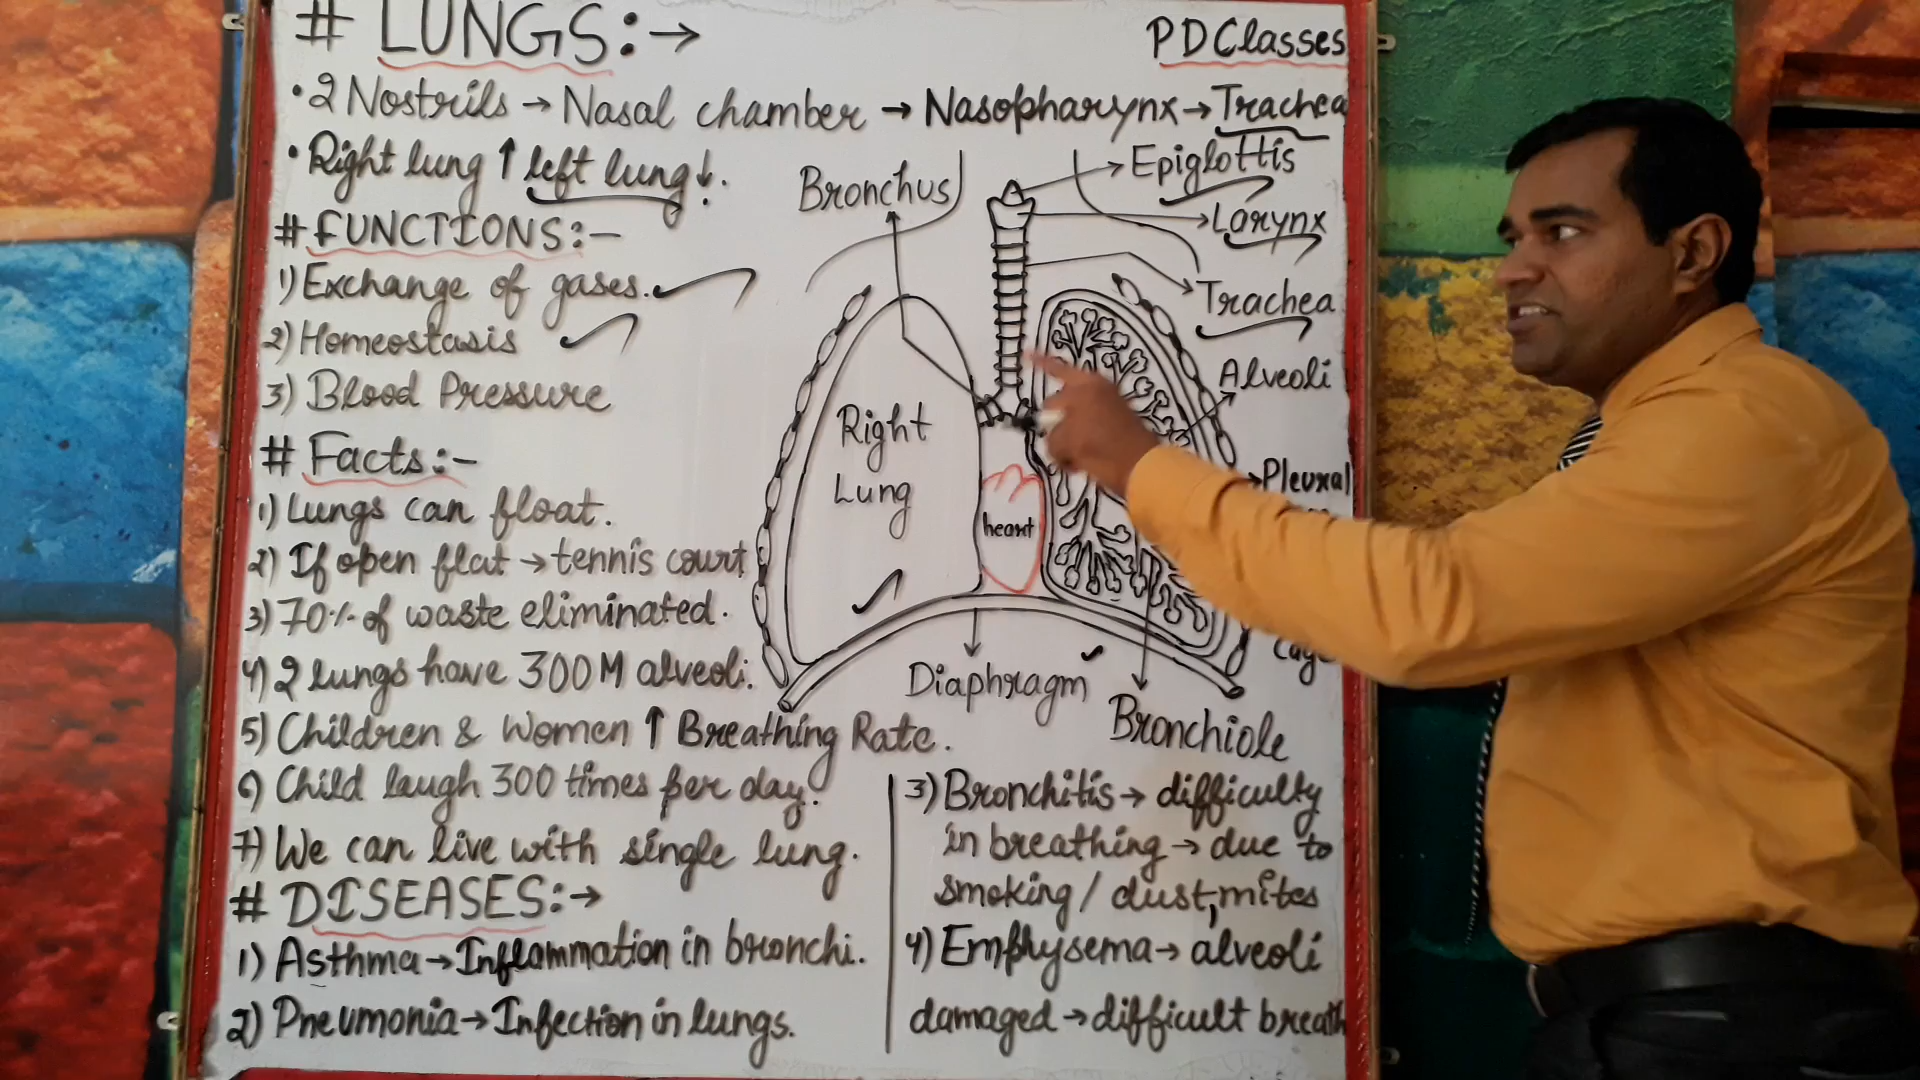 # LUNGS:→
PD Classes
• 2 Nostrils → Nasal chamber → Nasopharynx → Trachea
• Right lung ↑ left lung ↓.
# FUNCTIONS:-
1) Exchange of gases.
2) Homeostasis
3) Blood Pressure
# Facts:-
1) Lungs can float.
2) If open flat → tennis court
3) 70% of waste eliminated.
4) 2 lungs have 300M alveoli.
5) Children & Women ↑ Breathing Rate.
6) Child laugh 300 times per day.
7) We can live with single lung.
# DISEASES:→
1) Asthma → Inflammation in bronchi.
2) Pneumonia → Infection in lungs.
3) Bronchitis → difficulty
in breathing → due to
smoking / dust, mites
4) Emphysema → alveoli
damaged → difficult breath
Bronchus
Epiglottis
Larynx
Trachea
Alveoli
Pleural
Cage
Right
Lung
heart
Diaphragm
Bronchiole